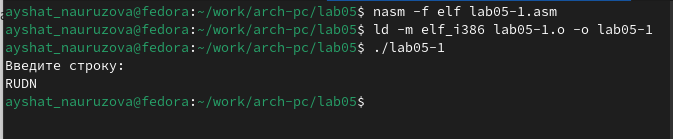 ayshat_nauruzova@fedora:~/work/arch-pc/lab05$ nasm -f elf lab05-1.asm
ayshat_nauruzova@fedora:~/work/arch-pc/lab05$ ld -m elf_i386 lab05-1.o -o lab05-1
ayshat_nauruzova@fedora:~/work/arch-pc/lab05$ ./lab05-1
Введите строку:
RUDN
ayshat_nauruzova@fedora:~/work/arch-pc/lab05$